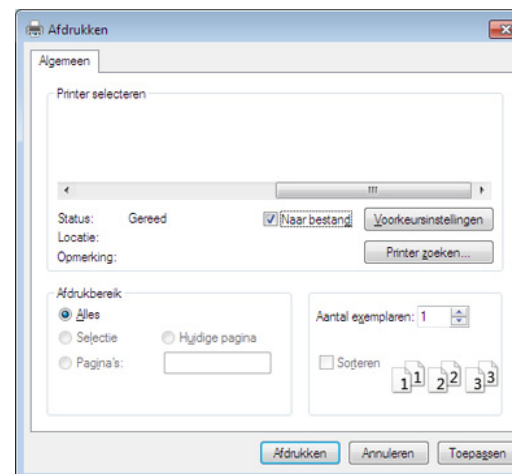 Afdrukken
Algemeen
Printer selecteren
Status: Gereed
Naar bestand
Voorkeursinstellingen
Locatie:
Opmerking:
Printer zoeken...
Afdrukbereik
Alles
Selectie
Huidige pagina
Pagina's:
Aantal exemplaren: 1
Sorteren
1 1 2 2 3 3
Afdrukken
Annuleren
Toepassen